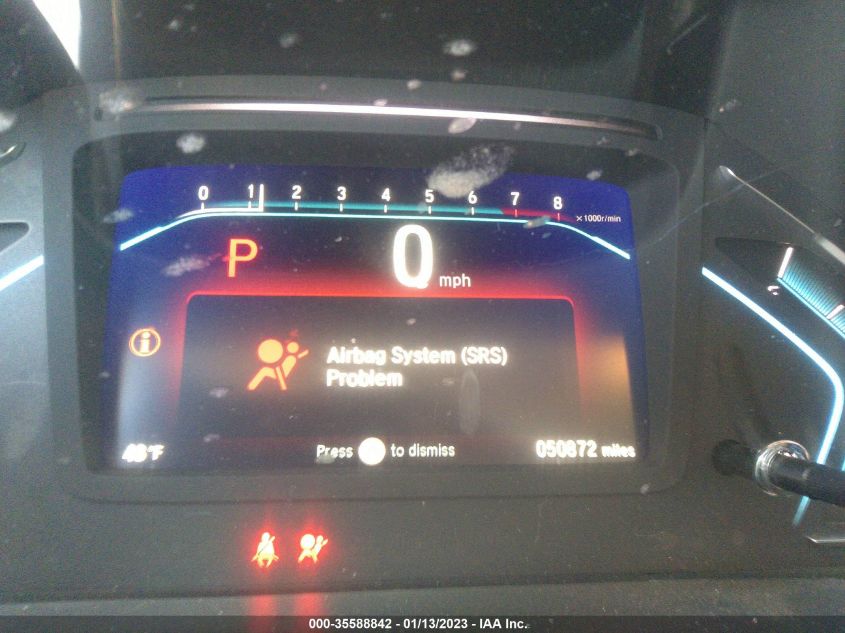 0 1 2 3 4 5 6 7 8
×1000r/min
P 0 mph
Airbag System (SRS)
Problem
Press to dismiss
050872 miles
000-35588842 - 01/13/2023 - IAA Inc.